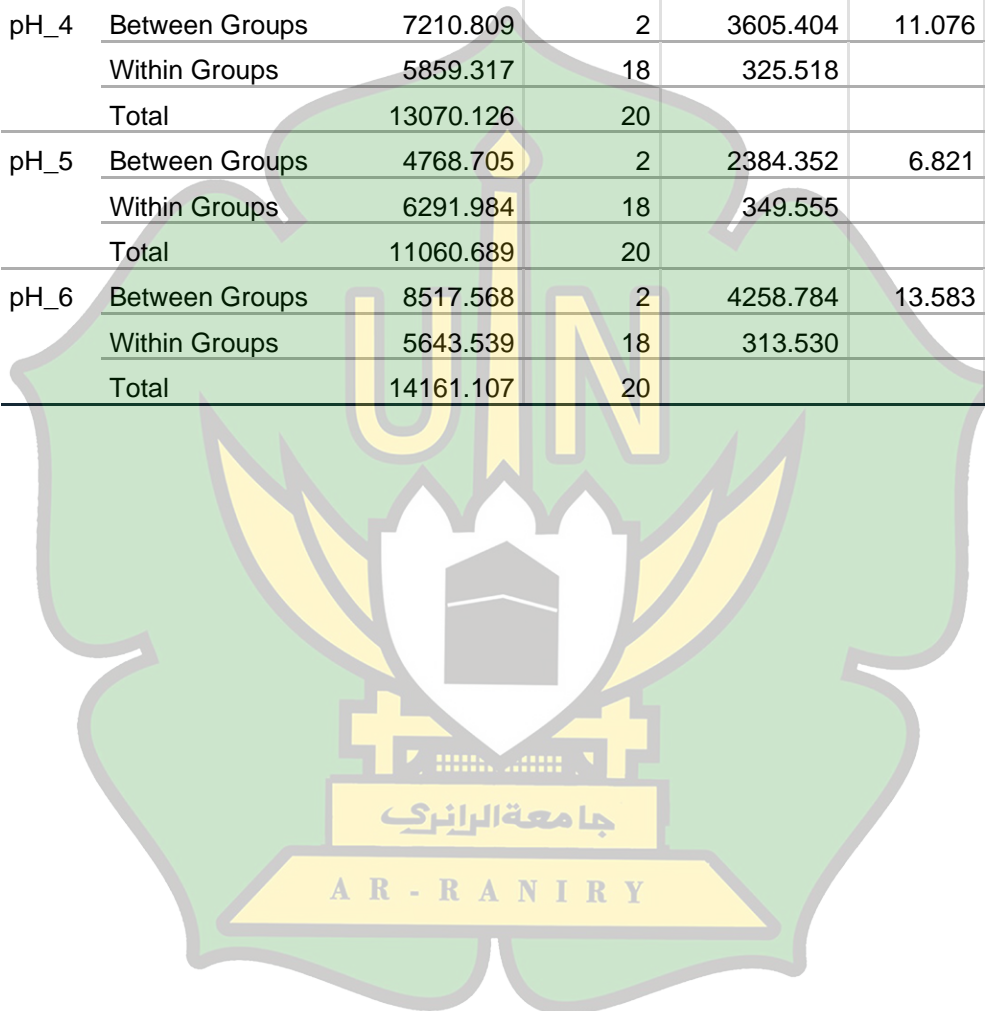 pH_4 Between Groups 7210.809 2 3605.404 11.076
Within Groups 5859.317 18 325.518
Total 13070.126 20
pH_5 Between Groups 4768.705 2 2384.352 6.821
Within Groups 6291.984 18 349.555
Total 11060.689 20
pH_6 Between Groups 8517.568 2 4258.784 13.583
Within Groups 5643.539 18 313.530
Total 14161.107 20
UIN
جامعة الرانري
AR-RANIRY